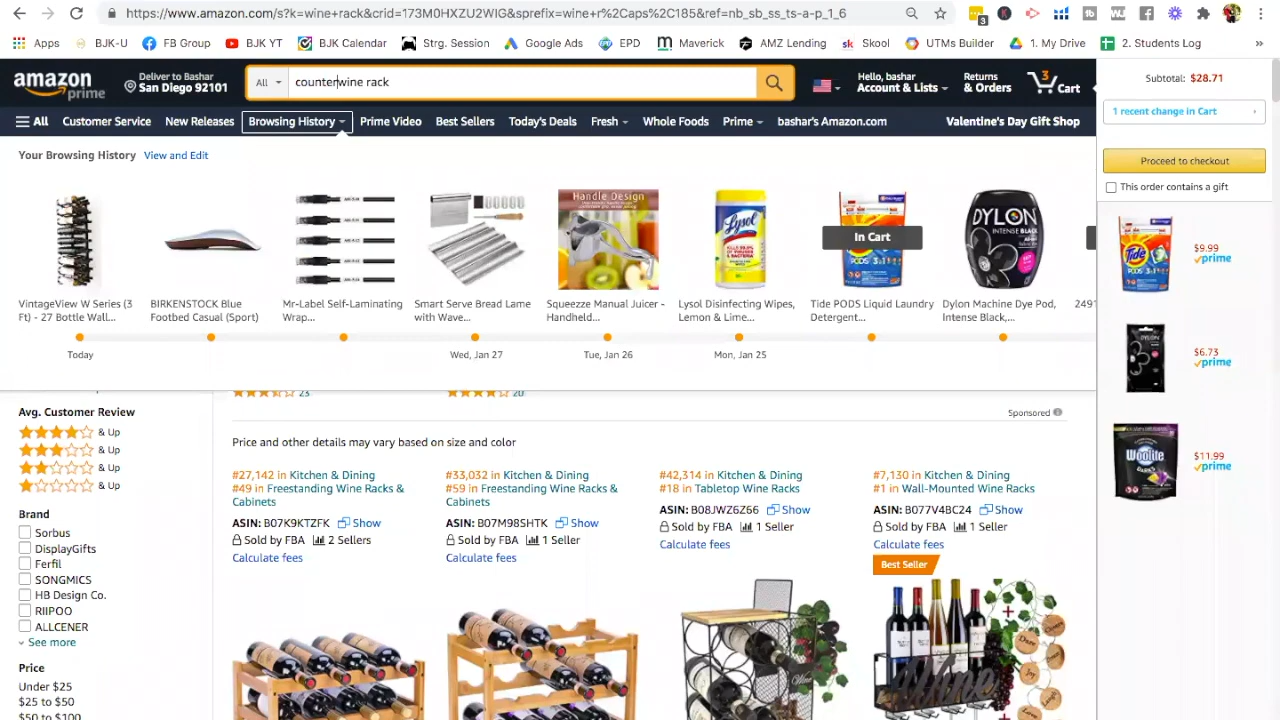 https://www.amazon.com/s?k=wine+rack&crid=173M0HXZU2WIG&sprefix=wine+r%2Caps%2C185&ref=nb_sb_ss_ts-a-p_1_6
3
Apps BJK-U FB Group BJK YT BJK Calendar Strg. Session Google Ads EPD Maverick AMZ Lending Skool UTMs Builder 1. My Drive 2. Students Log »
amazon prime
Deliver to Bashar
San Diego 92101
All
counterwine rack
Hello, bashar
Account & Lists
Returns
& Orders
3
Cart
All Customer Service New Releases Browsing History Prime Video Best Sellers Today's Deals Fresh Whole Foods Prime bashar's Amazon.com Valentine's Day Gift Shop
Subtotal: $28.71
1 recent change in Cart
Proceed to checkout
This order contains a gift
Your Browsing History View and Edit
Handle Design
Lysol
In Cart
DYLON
INTENSE BLACK
VintageView W Series (3 Ft) - 27 Bottle Wall...
BIRKENSTOCK Blue Footbed Casual (Sport)
Mr-Label Self-Laminating Wrap...
Smart Serve Bread Lame with Wave...
Squeezze Manual Juicer - Handheld...
Lysol Disinfecting Wipes, Lemon & Lime...
Tide PODS Liquid Laundry Detergent...
Dylon Machine Dye Pod, Intense Black,...
2491
Today
Wed, Jan 27
Tue, Jan 26
Mon, Jan 25
Tide
PODS
$9.99
prime
$6.73
prime
Woolite
$11.99
prime
23
20
Sponsored
Price and other details may vary based on size and color
Avg. Customer Review
& Up
& Up
& Up
& Up
Brand
Sorbus
DisplayGifts
Ferfil
SONGMICS
HB Design Co.
RIIPOO
ALLCENER
See more
Price
Under $25
$25 to $50
$50 to $100
#27,142 in Kitchen & Dining
#49 in Freestanding Wine Racks &
Cabinets
ASIN: B07K9KTZFK Show
Sold by FBA 2 Sellers
Calculate fees
#33,032 in Kitchen & Dining
#59 in Freestanding Wine Racks &
Cabinets
ASIN: B07M98SHTK Show
Sold by FBA 1 Seller
Calculate fees
#42,314 in Kitchen & Dining
#18 in Tabletop Wine Racks
ASIN: B08JWZ6Z66 Show
Sold by FBA 1 Seller
Calculate fees
#7,130 in Kitchen & Dining
#1 in Wall-Mounted Wine Racks
ASIN: B077V4BC24 Show
Sold by FBA 1 Seller
Calculate fees
Best Seller
Wine